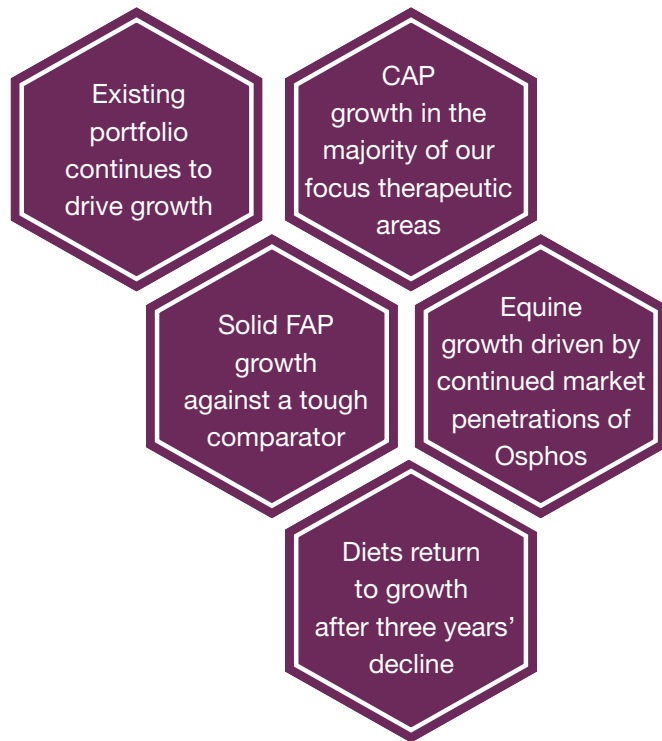 Existing
portfolio
continues to
drive growth
CAP
growth in the
majority of our
focus therapeutic
areas
Solid FAP
growth
against a tough
comparator
Equine
growth driven by
continued market
penetrations of
Osphos
Diets return
to growth
after three years’
decline